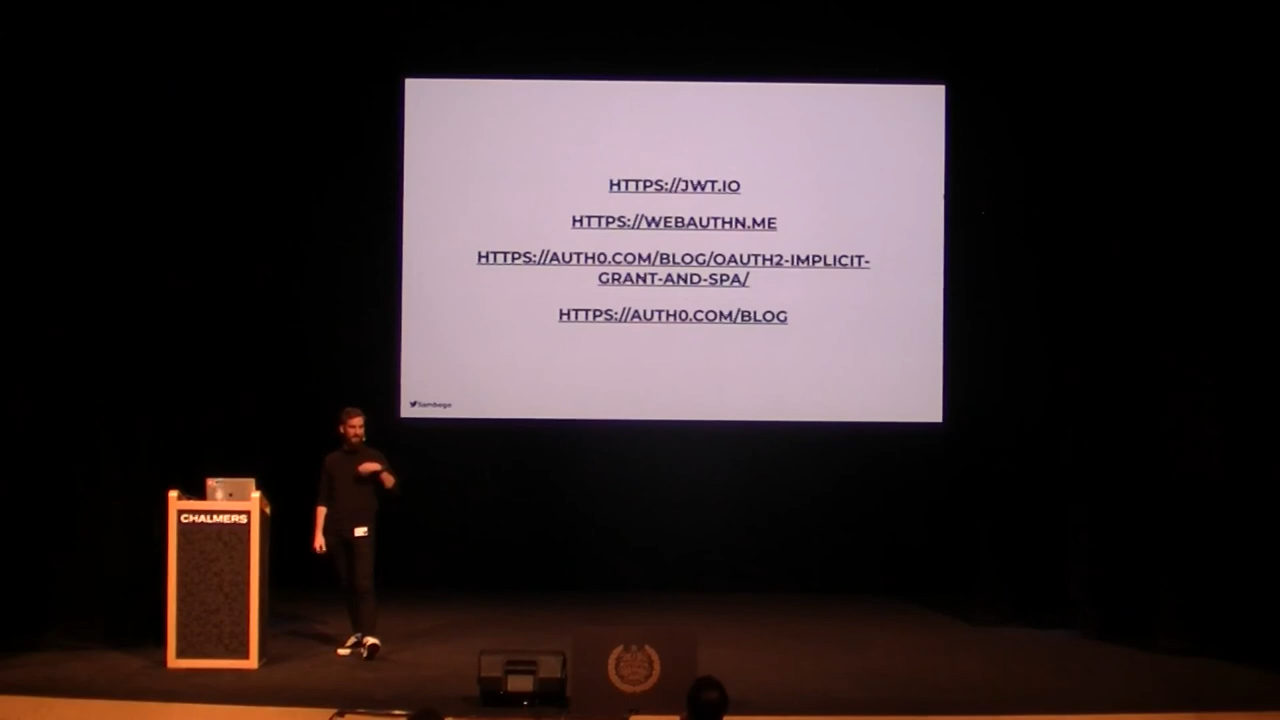 HTTPS://JWT.IO
HTTPS://WEBAUTHN.ME
HTTPS://AUTH0.COM/BLOG/OAUTH2-IMPLICIT-
GRANT-AND-SPA/
HTTPS://AUTH0.COM/BLOG
CHALMERS